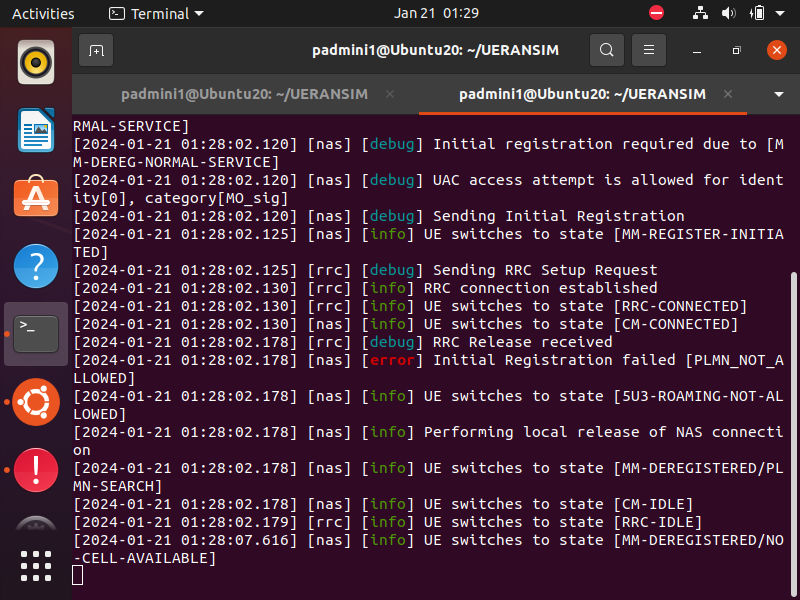 Activities
Terminal
Jan 21 01:29
padmini1@Ubuntu20: ~/UERANSIM
padmini1@Ubuntu20: ~/UERANSIM
padmini1@Ubuntu20: ~/UERANSIM
RMAL-SERVICE]
[2024-01-21 01:28:02.120] [nas] [debug] Initial registration required due to [M
M-DEREG-NORMAL-SERVICE]
[2024-01-21 01:28:02.120] [nas] [debug] UAC access attempt is allowed for ident
ity[0], category[MO_sig]
[2024-01-21 01:28:02.120] [nas] [debug] Sending Initial Registration
[2024-01-21 01:28:02.125] [nas] [info] UE switches to state [MM-REGISTER-INITIA
TED]
[2024-01-21 01:28:02.125] [rrc] [debug] Sending RRC Setup Request
[2024-01-21 01:28:02.130] [rrc] [info] RRC connection established
[2024-01-21 01:28:02.130] [rrc] [info] UE switches to state [RRC-CONNECTED]
[2024-01-21 01:28:02.130] [nas] [info] UE switches to state [CM-CONNECTED]
[2024-01-21 01:28:02.178] [rrc] [debug] RRC Release received
[2024-01-21 01:28:02.178] [nas] [error] Initial Registration failed [PLMN_NOT_A
LLOWED]
[2024-01-21 01:28:02.178] [nas] [info] UE switches to state [5U3-ROAMING-NOT-AL
LOWED]
[2024-01-21 01:28:02.178] [nas] [info] Performing local release of NAS connecti
on
[2024-01-21 01:28:02.178] [nas] [info] UE switches to state [MM-DEREGISTERED/PL
MN-SEARCH]
[2024-01-21 01:28:02.178] [nas] [info] UE switches to state [CM-IDLE]
[2024-01-21 01:28:02.179] [rrc] [info] UE switches to state [RRC-IDLE]
[2024-01-21 01:28:07.616] [nas] [info] UE switches to state [MM-DEREGISTERED/NO
-CELL-AVAILABLE]